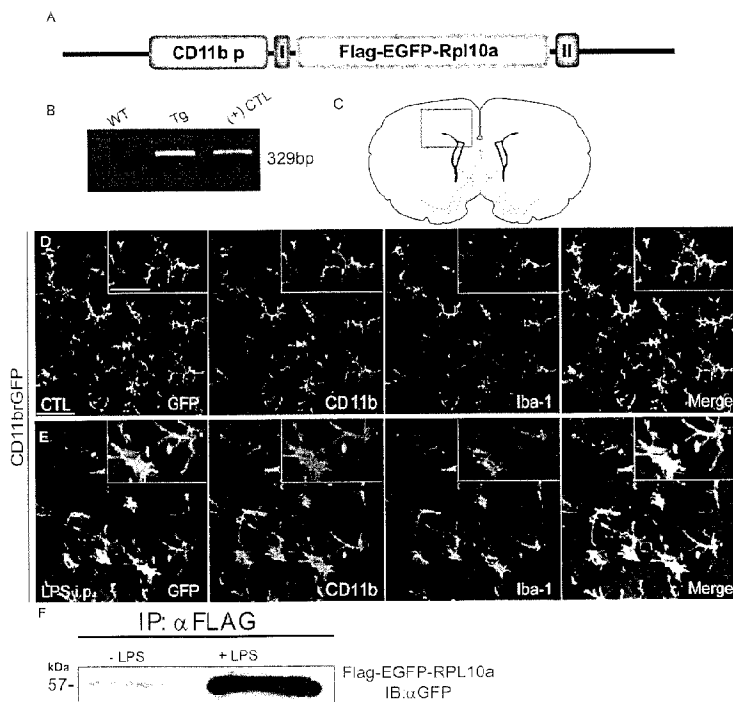 A
CD11b p I Flag-EGFP-Rpl10a II
B
WT Tg (+) CTL
329bp
C
CD11brGFP
D
CTL GFP CD11b Iba-1 Merge
E
LPS i.p. GFP CD11b Iba-1 Merge
F
IP: αFLAG
kDa - LPS + LPS
57-
Flag-EGFP-RPL10a
IB:αGFP